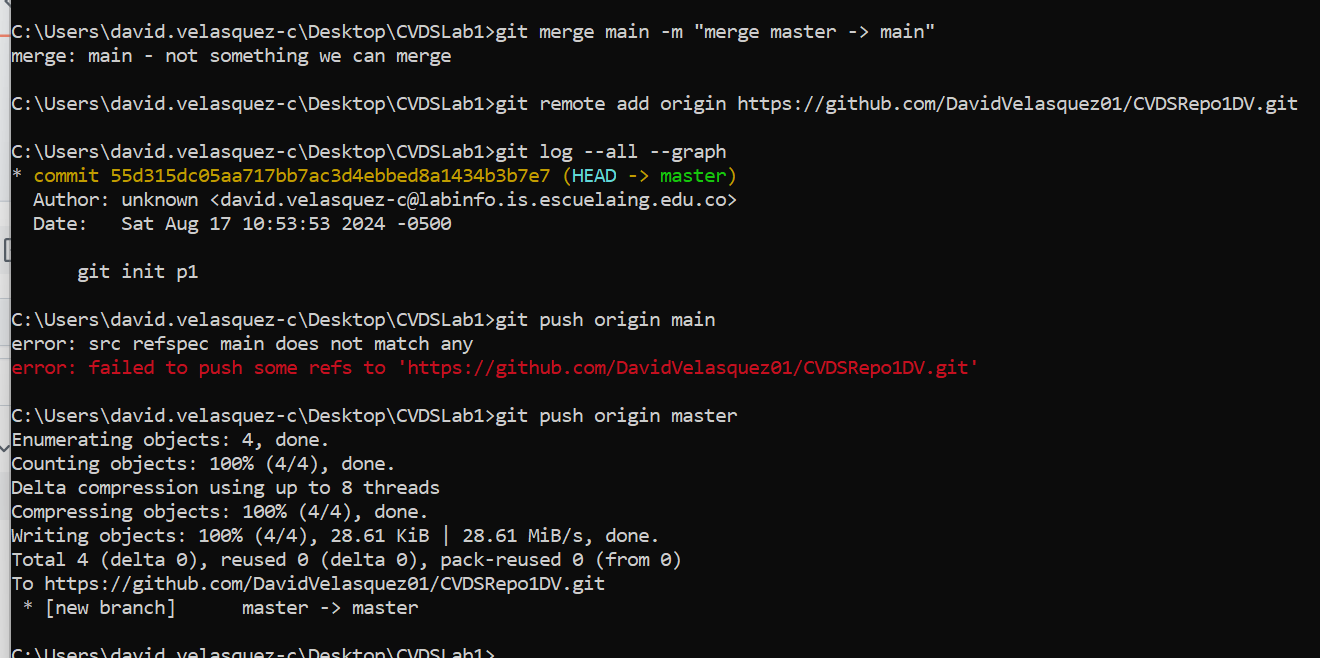 C:\Users\david.velasquez-c\Desktop\CVDSLab1>git merge main -m "merge master -> main"
merge: main - not something we can merge
C:\Users\david.velasquez-c\Desktop\CVDSLab1>git remote add origin https://github.com/DavidVelasquez01/CVDSRepo1DV.git
C:\Users\david.velasquez-c\Desktop\CVDSLab1>git log --all --graph
* commit 55d315dc05aa717bb7ac3d4ebbed8a1434b3b7e7 (HEAD -> master)
Author: unknown <david.velasquez-c@labinfo.is.escuelaing.edu.co>
Date:   Sat Aug 17 10:53:53 2024 -0500
git init p1
C:\Users\david.velasquez-c\Desktop\CVDSLab1>git push origin main
error: src refspec main does not match any
error: failed to push some refs to 'https://github.com/DavidVelasquez01/CVDSRepo1DV.git'
C:\Users\david.velasquez-c\Desktop\CVDSLab1>git push origin master
Enumerating objects: 4, done.
Counting objects: 100% (4/4), done.
Delta compression using up to 8 threads
Compressing objects: 100% (4/4), done.
Writing objects: 100% (4/4), 28.61 KiB | 28.61 MiB/s, done.
Total 4 (delta 0), reused 0 (delta 0), pack-reused 0 (from 0)
To https://github.com/DavidVelasquez01/CVDSRepo1DV.git
* [new branch]      master -> master
C:\Users\david.velasquez-c\Desktop\CVDSLab1>